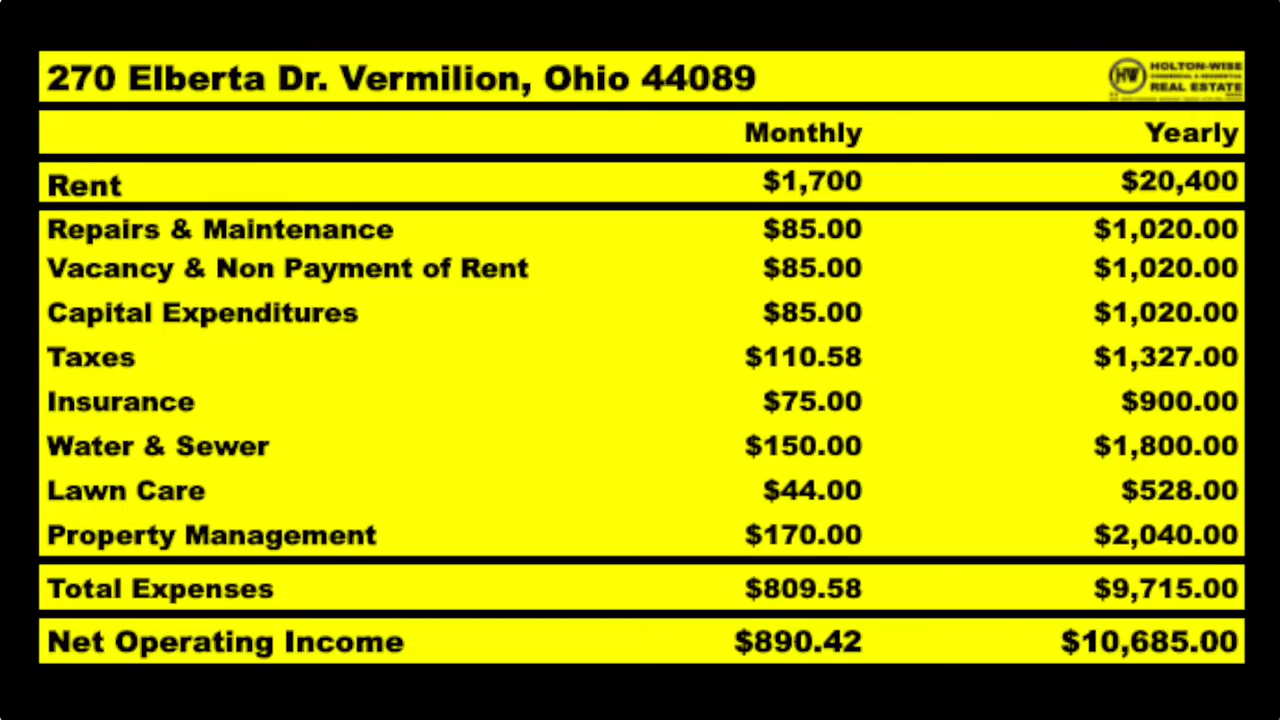 270 Elberta Dr. Vermilion, Ohio 44089
HOLTON-WISE
COMMERCIAL & RESIDENTIAL
REAL ESTATE
HW
Monthly Yearly
Rent $1,700 $20,400
Repairs & Maintenance $85.00 $1,020.00
Vacancy & Non Payment of Rent $85.00 $1,020.00
Capital Expenditures $85.00 $1,020.00
Taxes $110.58 $1,327.00
Insurance $75.00 $900.00
Water & Sewer $150.00 $1,800.00
Lawn Care $44.00 $528.00
Property Management $170.00 $2,040.00
Total Expenses $809.58 $9,715.00
Net Operating Income $890.42 $10,685.00